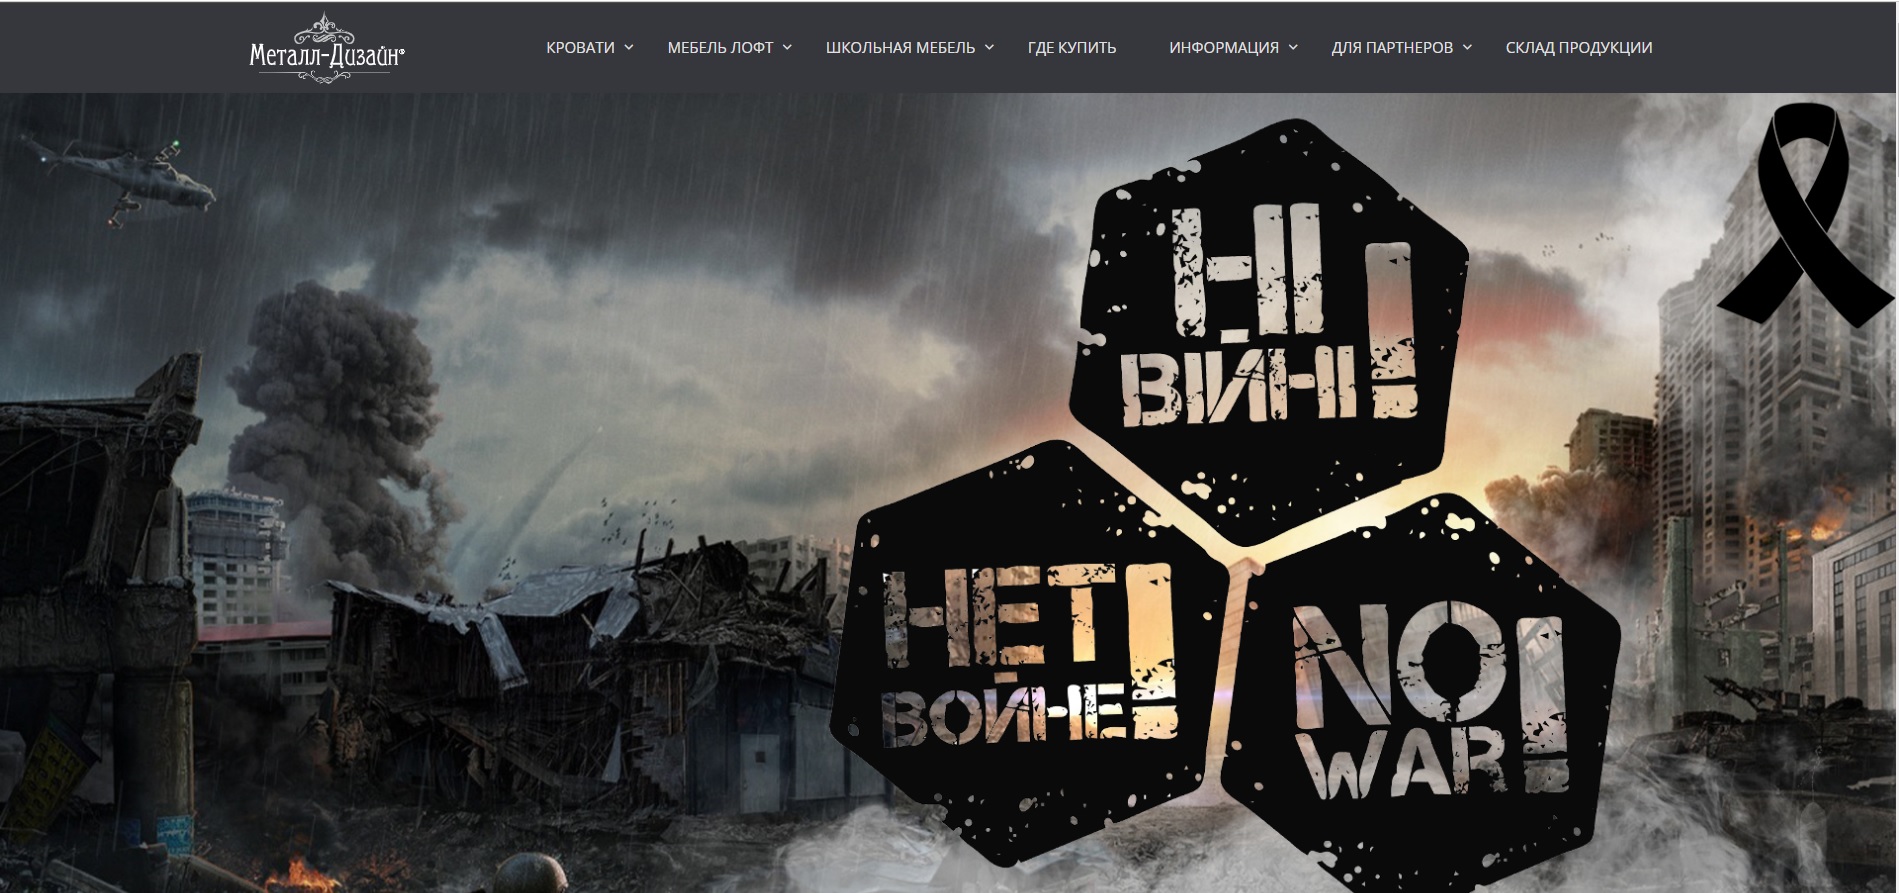 Металл-Дизайн®
КРОВАТИ МЕБЕЛЬ ЛОФТ ШКОЛЬНАЯ МЕБЕЛЬ ГДЕ КУПИТЬ ИНФОРМАЦИЯ ДЛЯ ПАРТНЕРОВ СКЛАД ПРОДУКЦИИ
НІ
ВІЙНІ!
НЕТ
ВОЙНЕ!
NO
WAR!